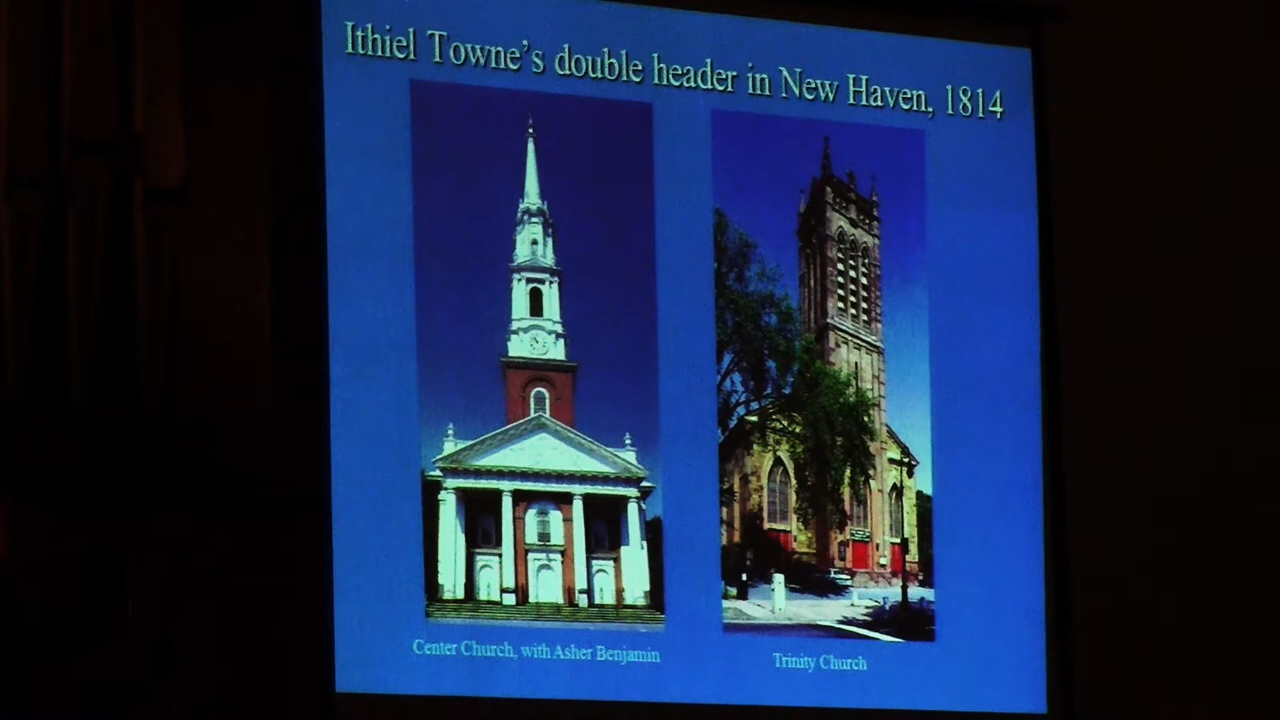 Ithiel Towne's double header in New Haven, 1814
Center Church, with Asher Benjamin
Trinity Church